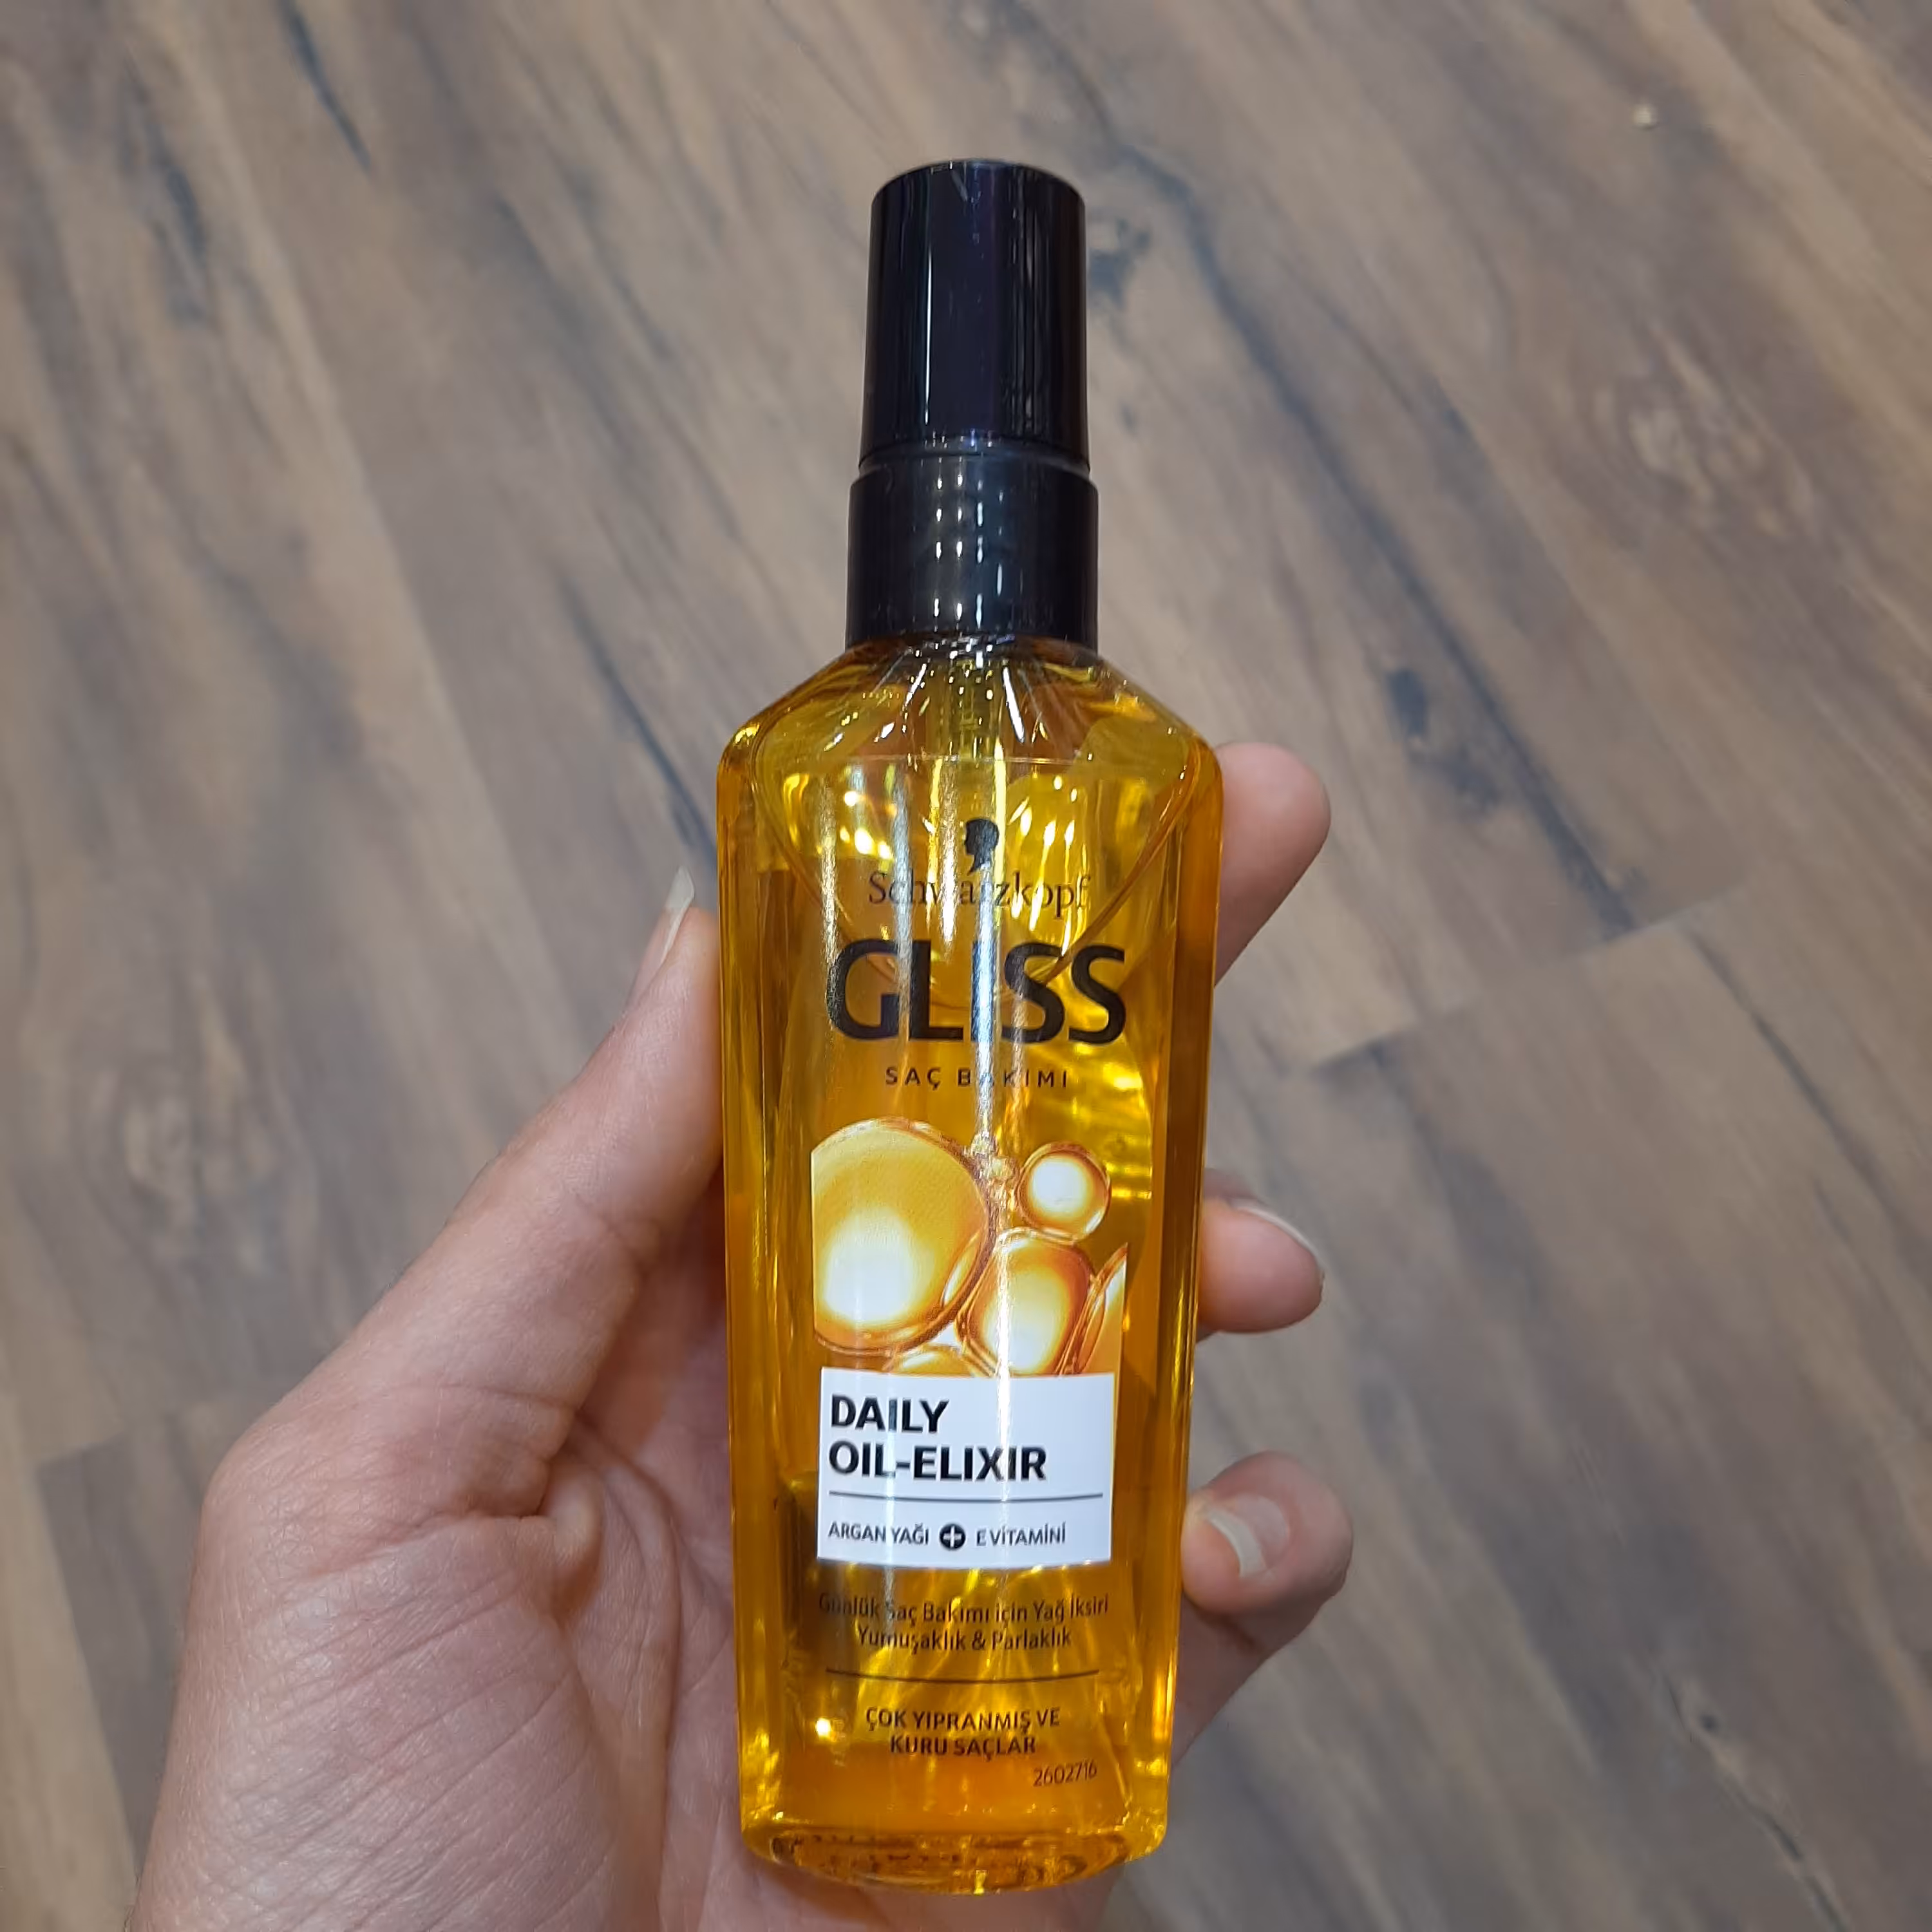 Schwarzkopf
GLISS
SAÇ BAKIMI
DAILY
OIL-ELIXIR
ARGAN YAĞI + E VİTAMİNİ
Günlük Saç Bakımı için Yağ İksiri
Yumuşaklık & Parlaklık
ÇOK YIPRANMIŞ VE
KURU SAÇLAR
2602716